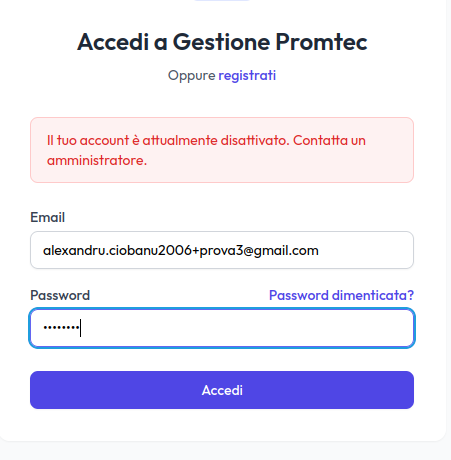 Accedi a Gestione Promtec
Oppure registrati
Il tuo account è attualmente disattivato. Contatta un
amministratore.
Email
alexandru.ciobanu2006+prova3@gmail.com
Password Password dimenticata?
••••••••
Accedi